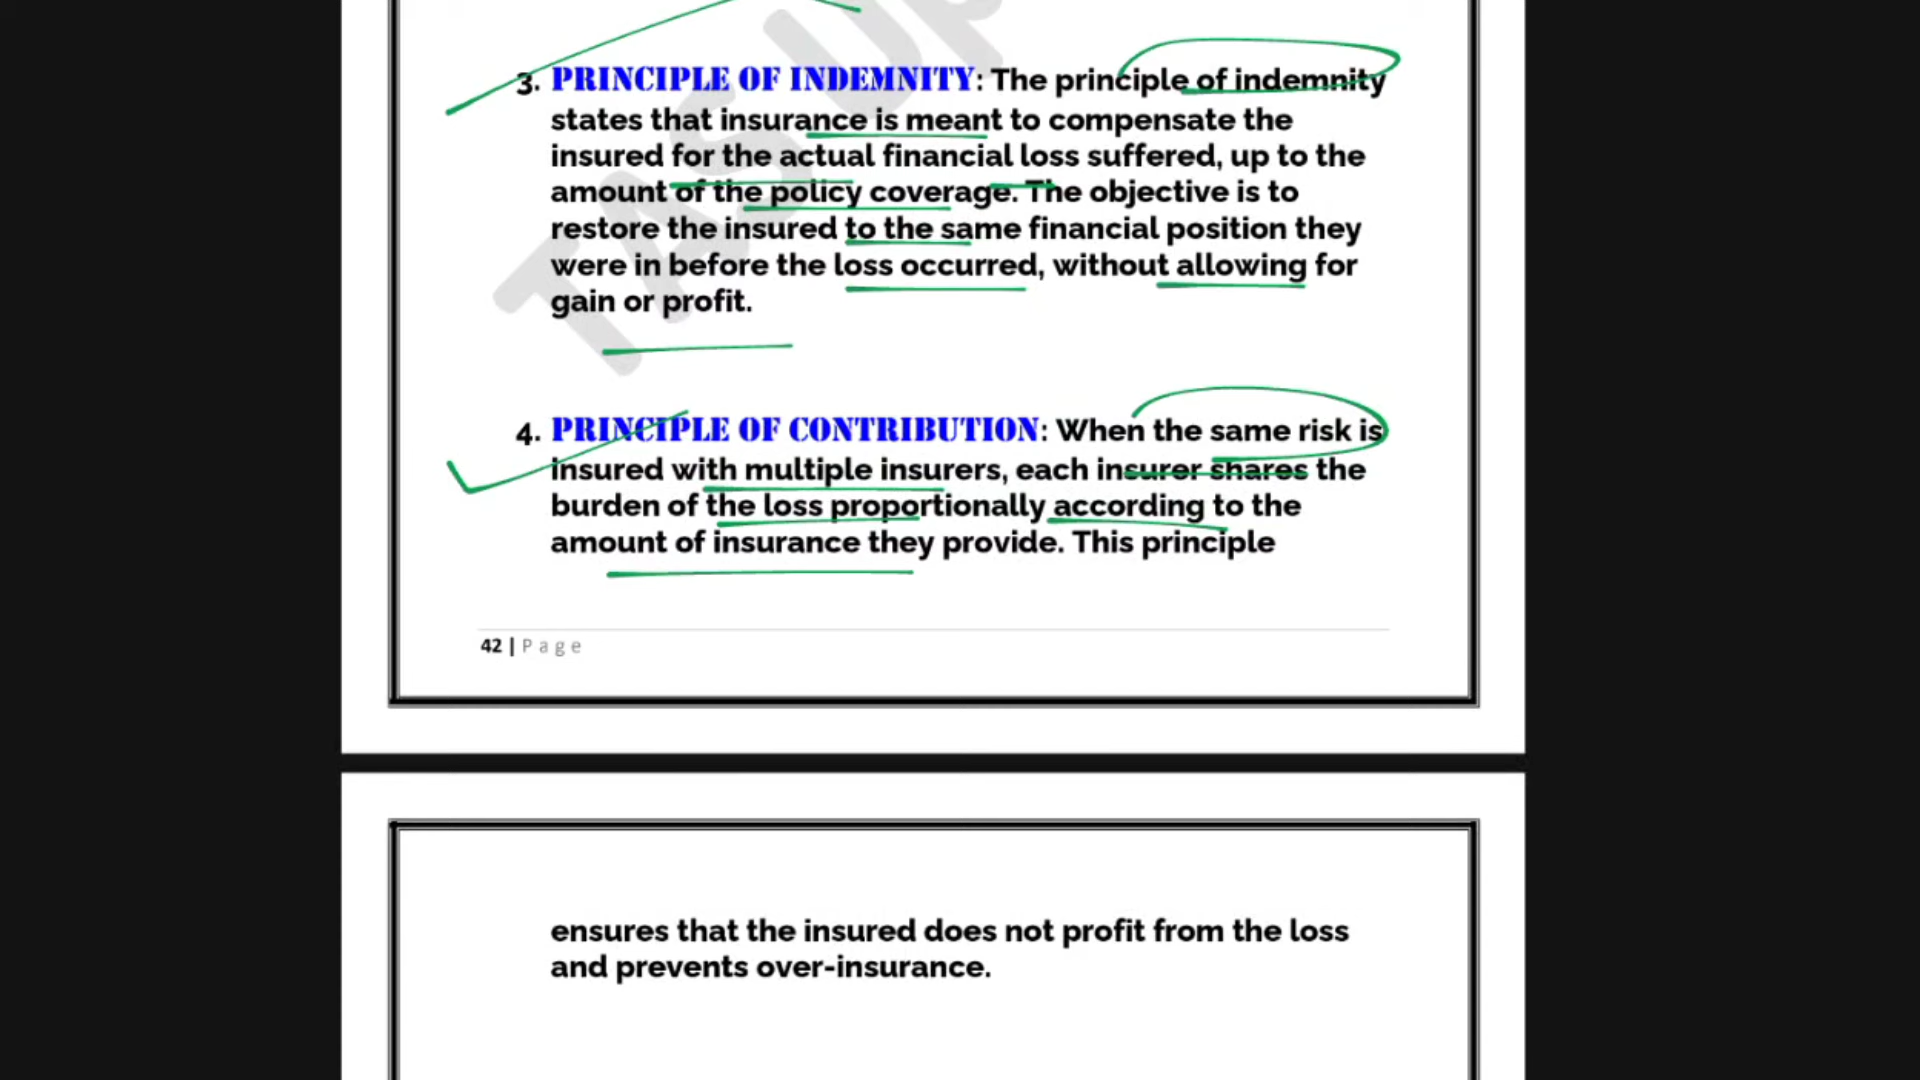 3. PRINCIPLE OF INDEMNITY: The principle of indemnity
states that insurance is meant to compensate the
insured for the actual financial loss suffered, up to the
amount of the policy coverage. The objective is to
restore the insured to the same financial position they
were in before the loss occurred, without allowing for
gain or profit.
TAS Up
4. PRINCIPLE OF CONTRIBUTION: When the same risk is
insured with multiple insurers, each insurer shares the
burden of the loss proportionally according to the
amount of insurance they provide. This principle
42 | Page
ensures that the insured does not profit from the loss
and prevents over-insurance.